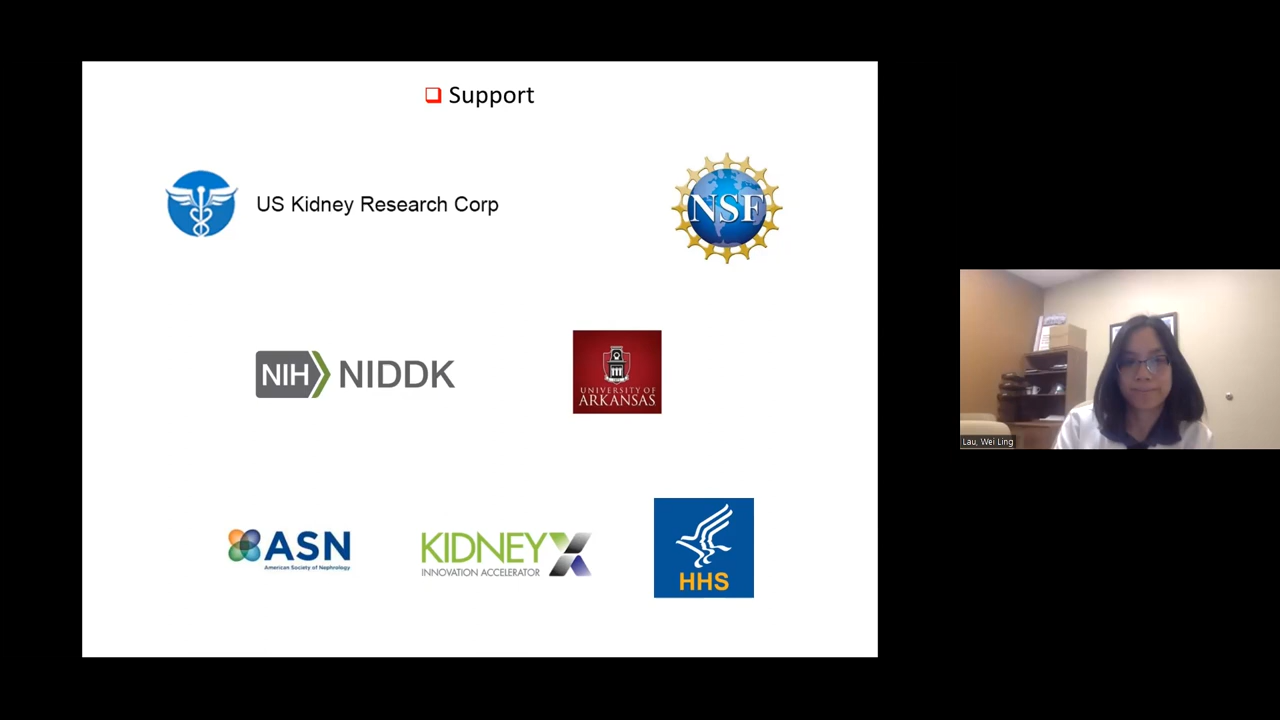 Support
US Kidney Research Corp
NSF
NIH NIDDK
UNIVERSITY OF
ARKANSAS
ASN
American Society of Nephrology
KIDNEYX
INNOVATION ACCELERATOR
HHS
Lau, Wei Ling